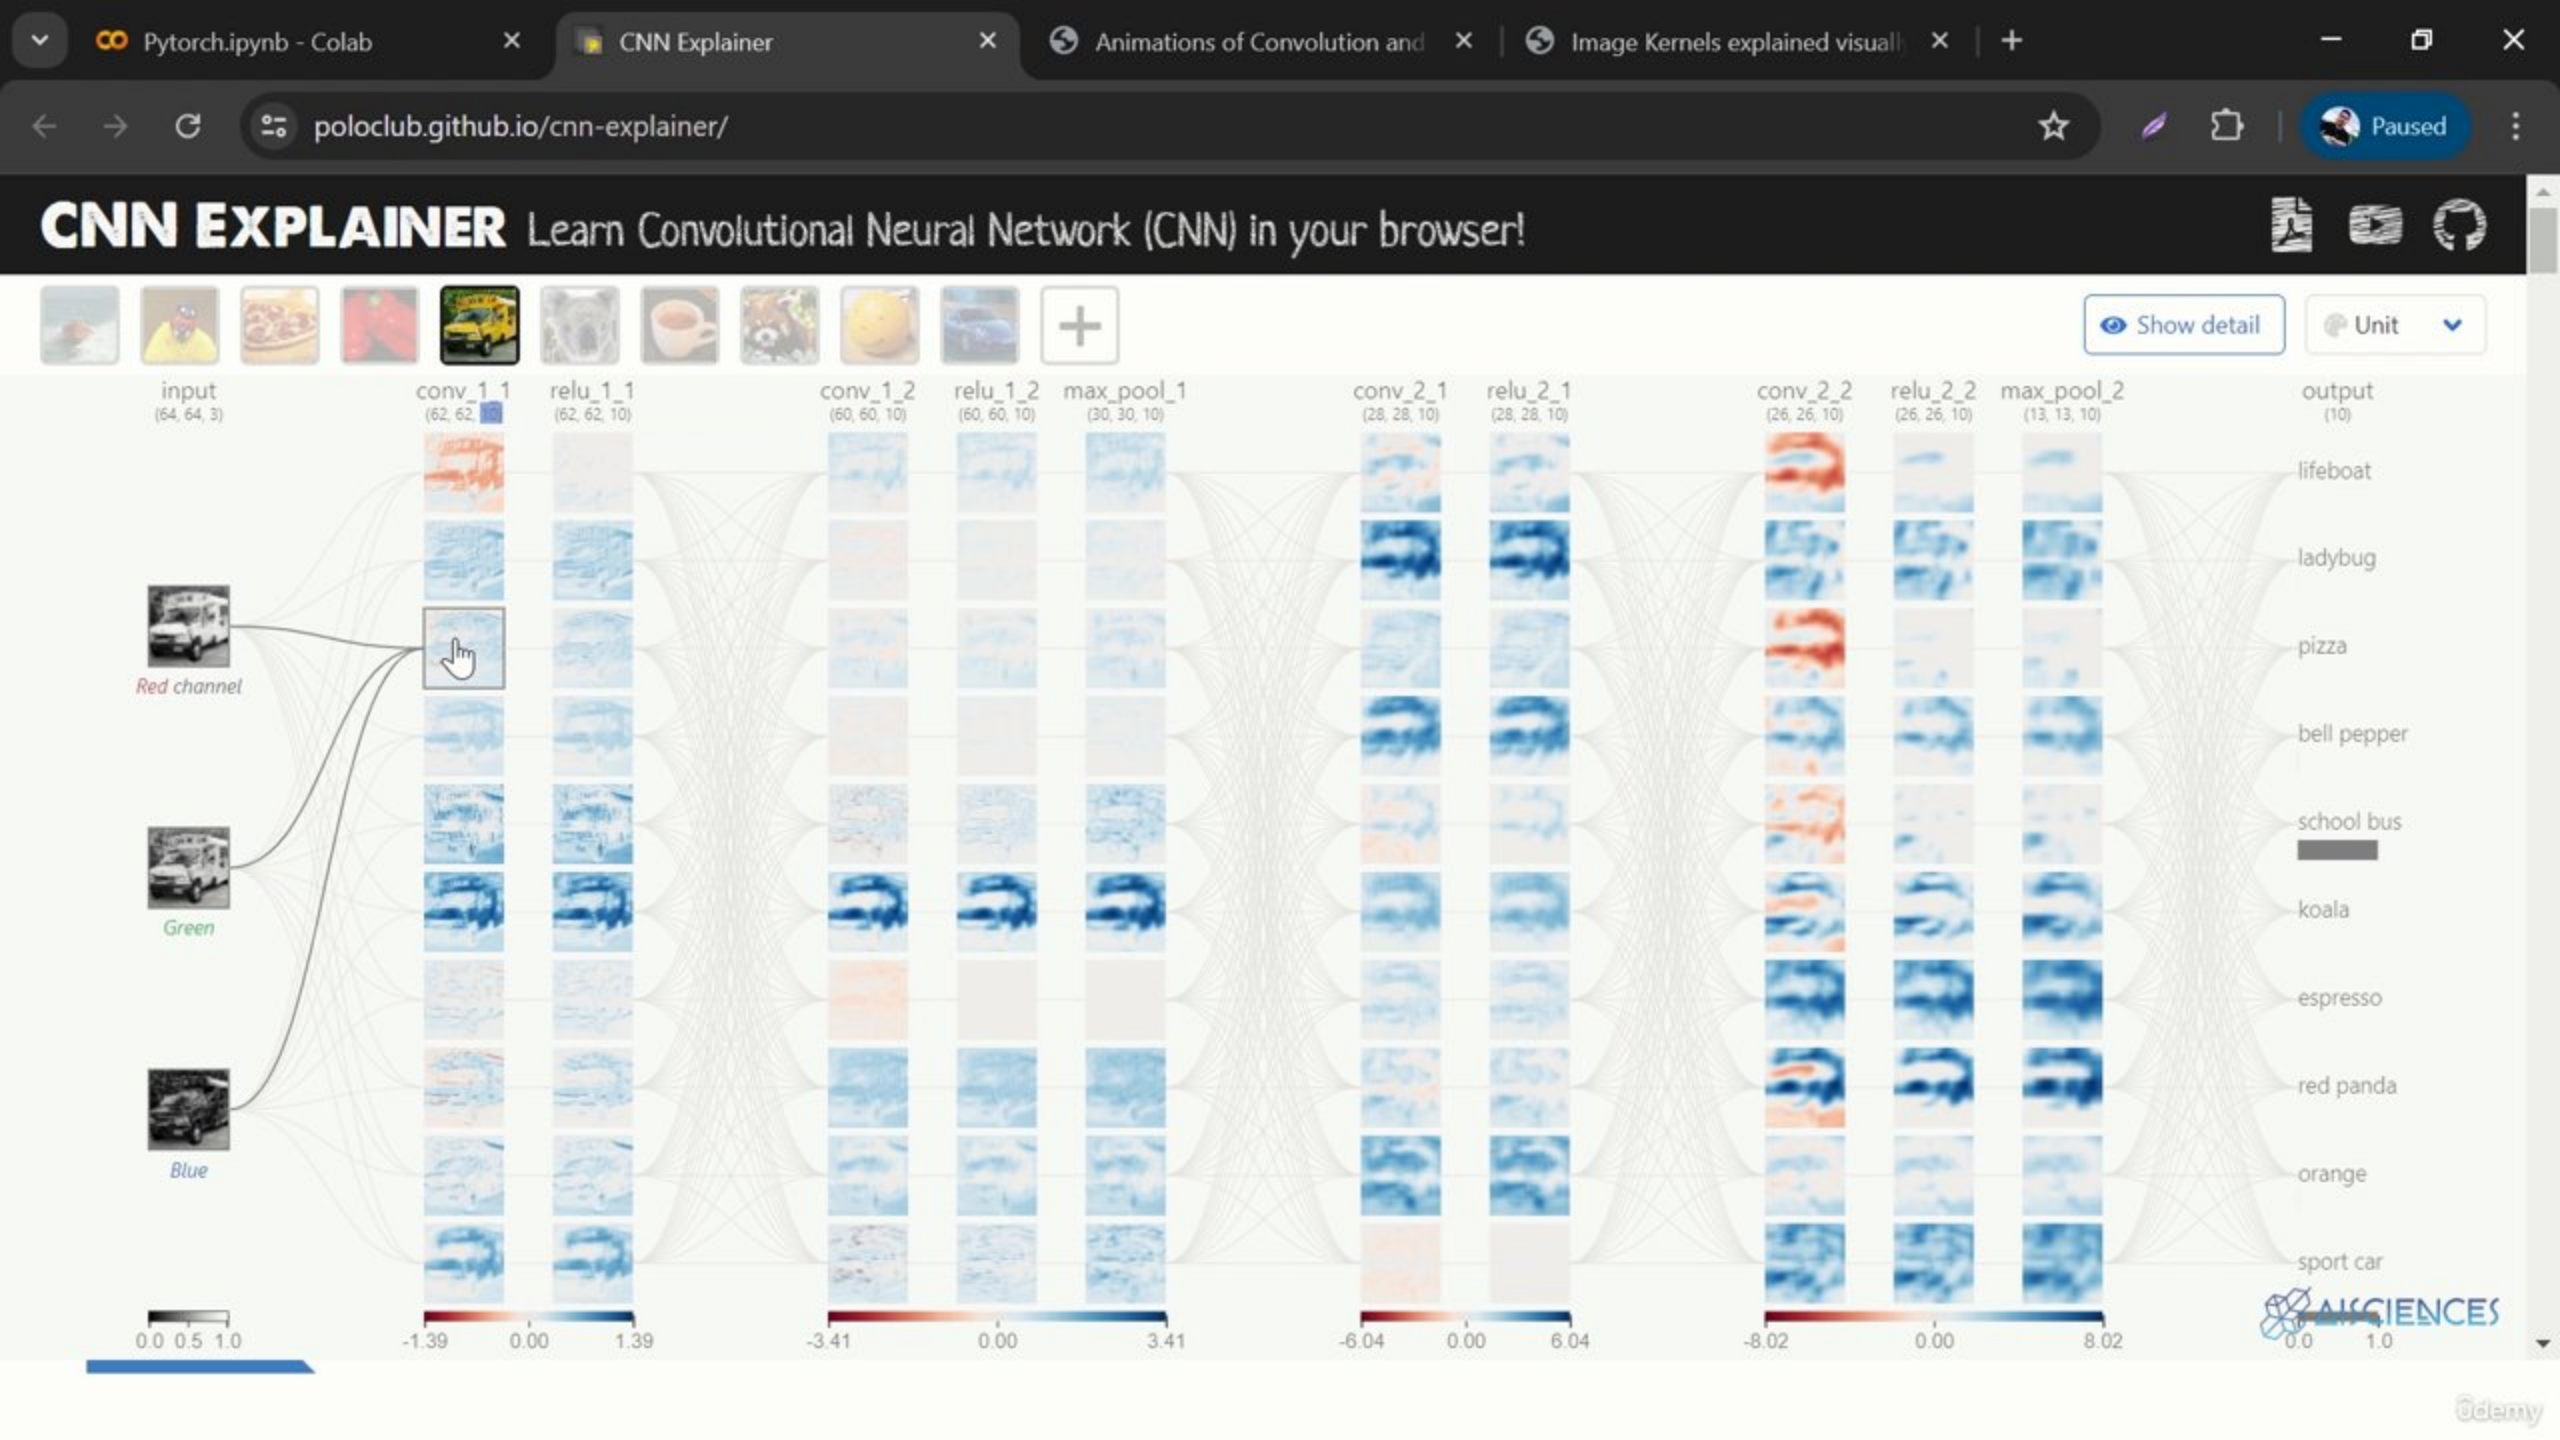 Pytorch.ipynb - Colab
CNN Explainer
Animations of Convolution and
Image Kernels explained visuall
poloclub.github.io/cnn-explainer/
Paused
CNN EXPLAINER Learn Convolutional Neural Network (CNN) in your browser!
Show detail
Unit
input conv_1_1 relu_1_1 conv_1_2 relu_1_2 max_pool_1 conv_2_1 relu_2_1 conv_2_2 relu_2_2 max_pool_2 output
(64, 64, 3) (62, 62, 10) (62, 62, 10) (60, 60, 10) (60, 60, 10) (30, 30, 10) (28, 28, 10) (28, 28, 10) (26, 26, 10) (26, 26, 10) (13, 13, 10) (10)
lifeboat
ladybug
pizza
Red channel
bell pepper
school bus
koala
Green
espresso
red panda
Blue
orange
sport car
AISCIENCES
0.0 0.5 1.0 -1.39 0.00 1.39 -3.41 0.00 3.41 -6.04 0.00 6.04 -8.02 0.00 8.02 0.0 1.0
ûdemy